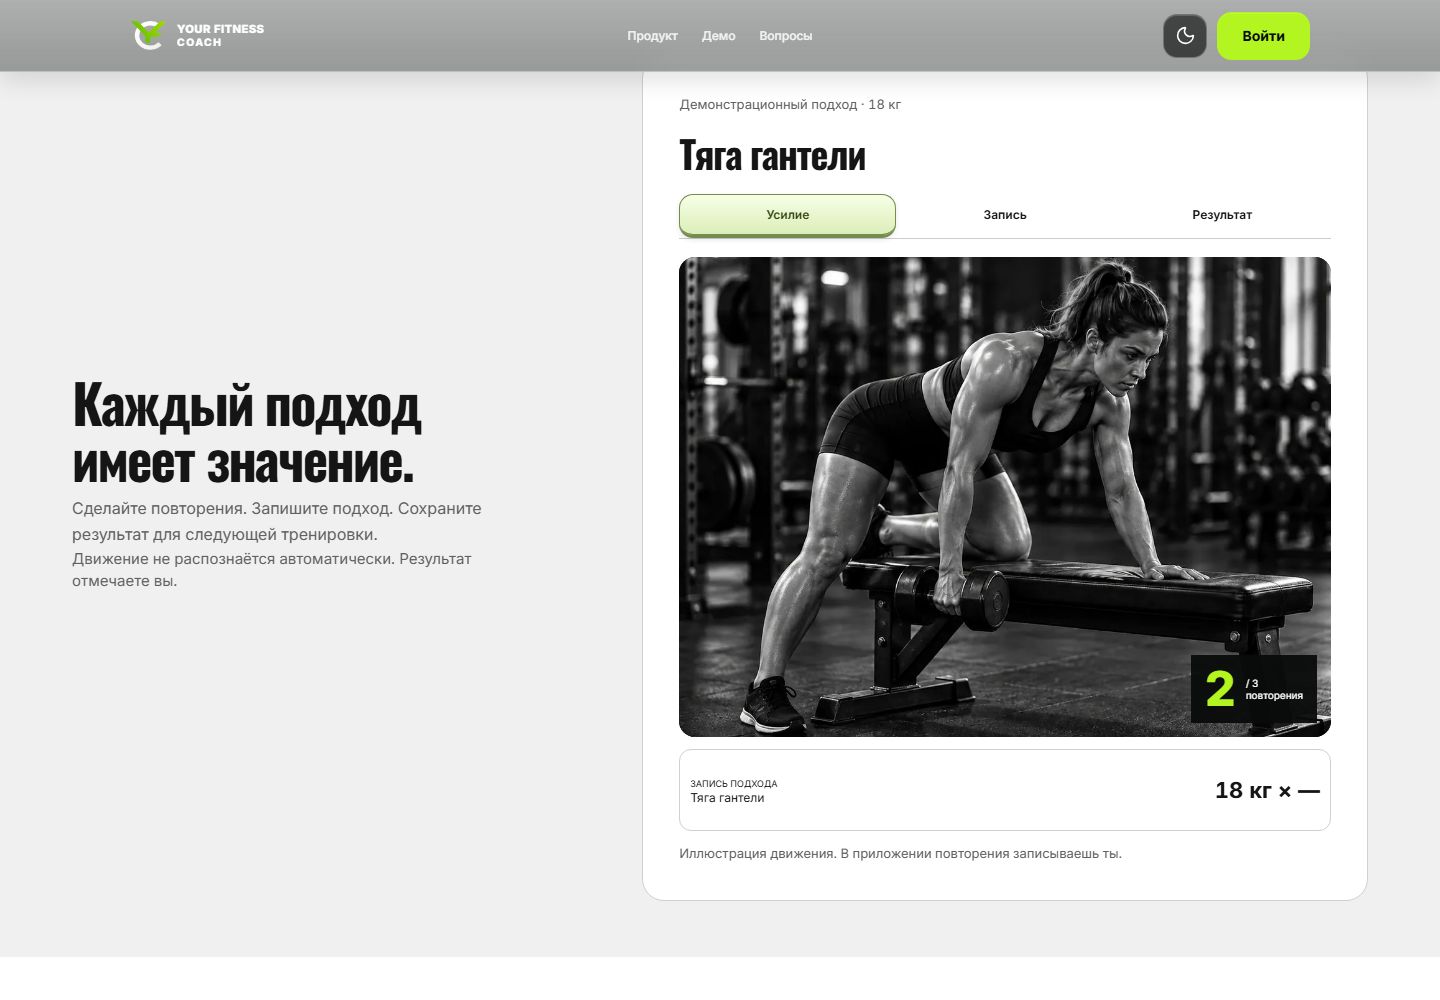 YOUR FITNESS
COACH
Продукт Демо Вопросы
Войти
Демонстрационный подход · 18 кг
Тяга гантели
Усилие Запись Результат
Каждый подход
имеет значение.
Сделайте повторения. Запишите подход. Сохраните
результат для следующей тренировки.
Движение не распознаётся автоматически. Результат
отмечаете вы.
2 / 3
повторения
ЗАПИСЬ ПОДХОДА
Тяга гантели
18 кг × —
Иллюстрация движения. В приложении повторения записываешь ты.